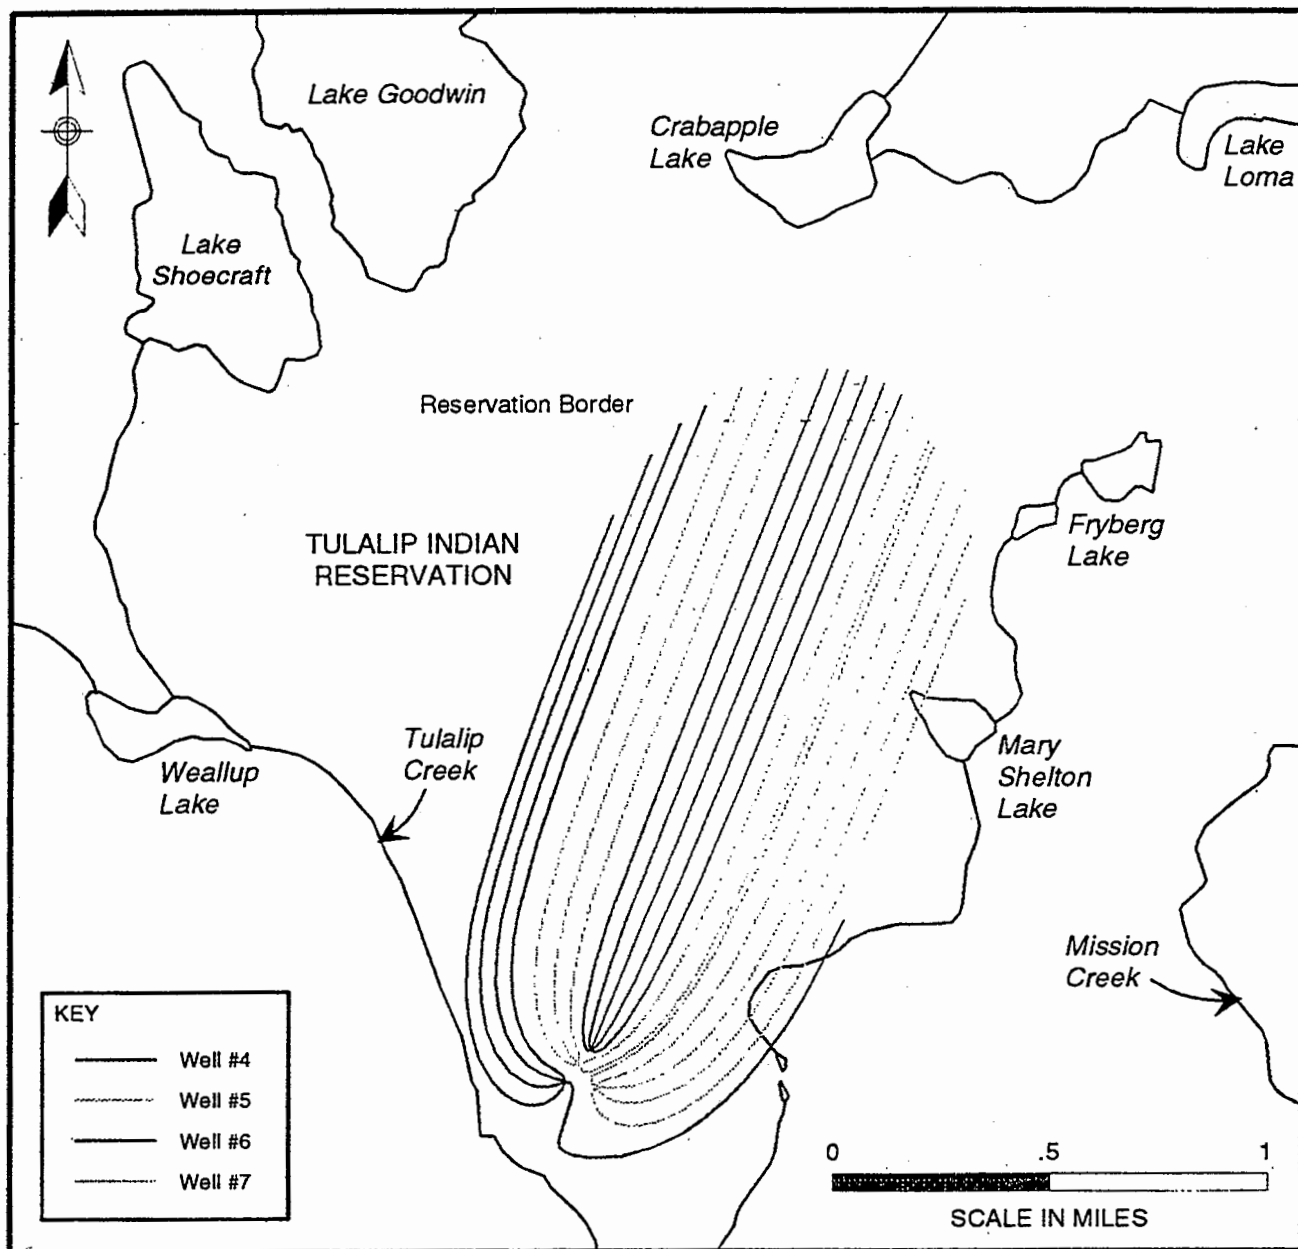 Lake Goodwin
Crabapple
Lake
Lake
Loma
Lake
Shoecraft
Reservation Border
TULALIP INDIAN
RESERVATION
Fryberg
Lake
Tulalip
Creek
Mary
Shelton
Lake
Weallup
Lake
Mission
Creek
KEY
Well #4
Well #5
Well #6
Well #7
0 .5 1
SCALE IN MILES